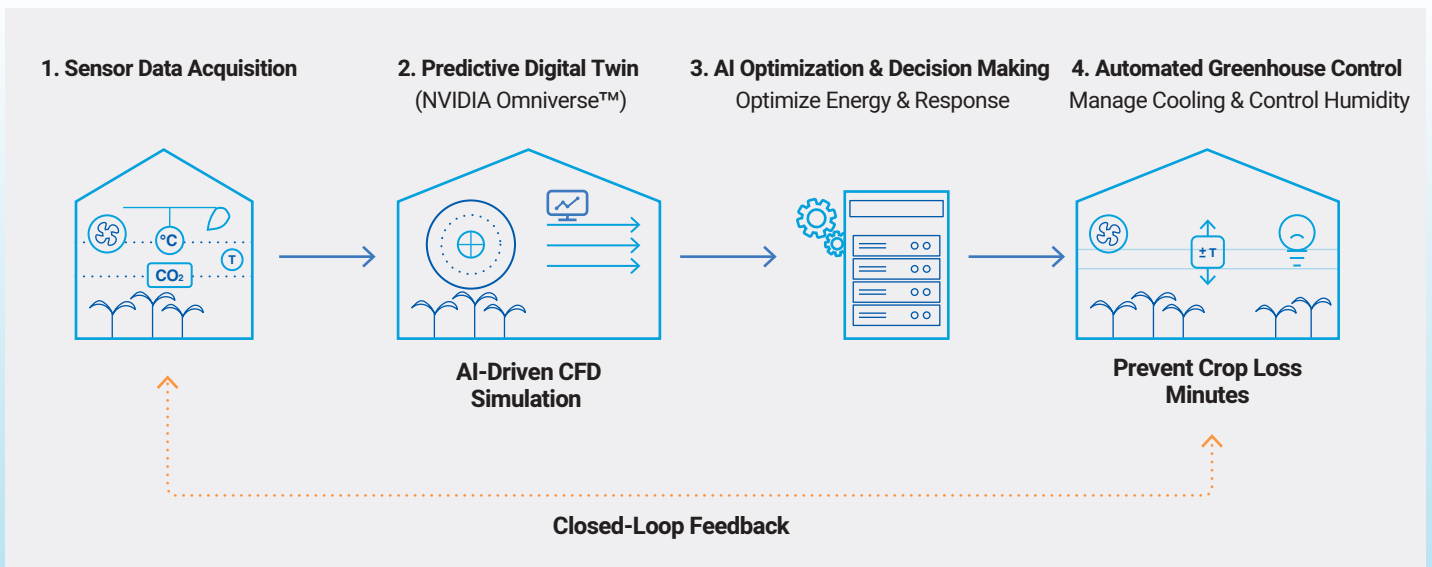 1. Sensor Data Acquisition
2. Predictive Digital Twin
(NVIDIA Omniverse™)
3. AI Optimization & Decision Making
Optimize Energy & Response
4. Automated Greenhouse Control
Manage Cooling & Control Humidity
°C
T
CO₂
± T
AI-Driven CFD
Simulation
Prevent Crop Loss
Minutes
Closed-Loop Feedback